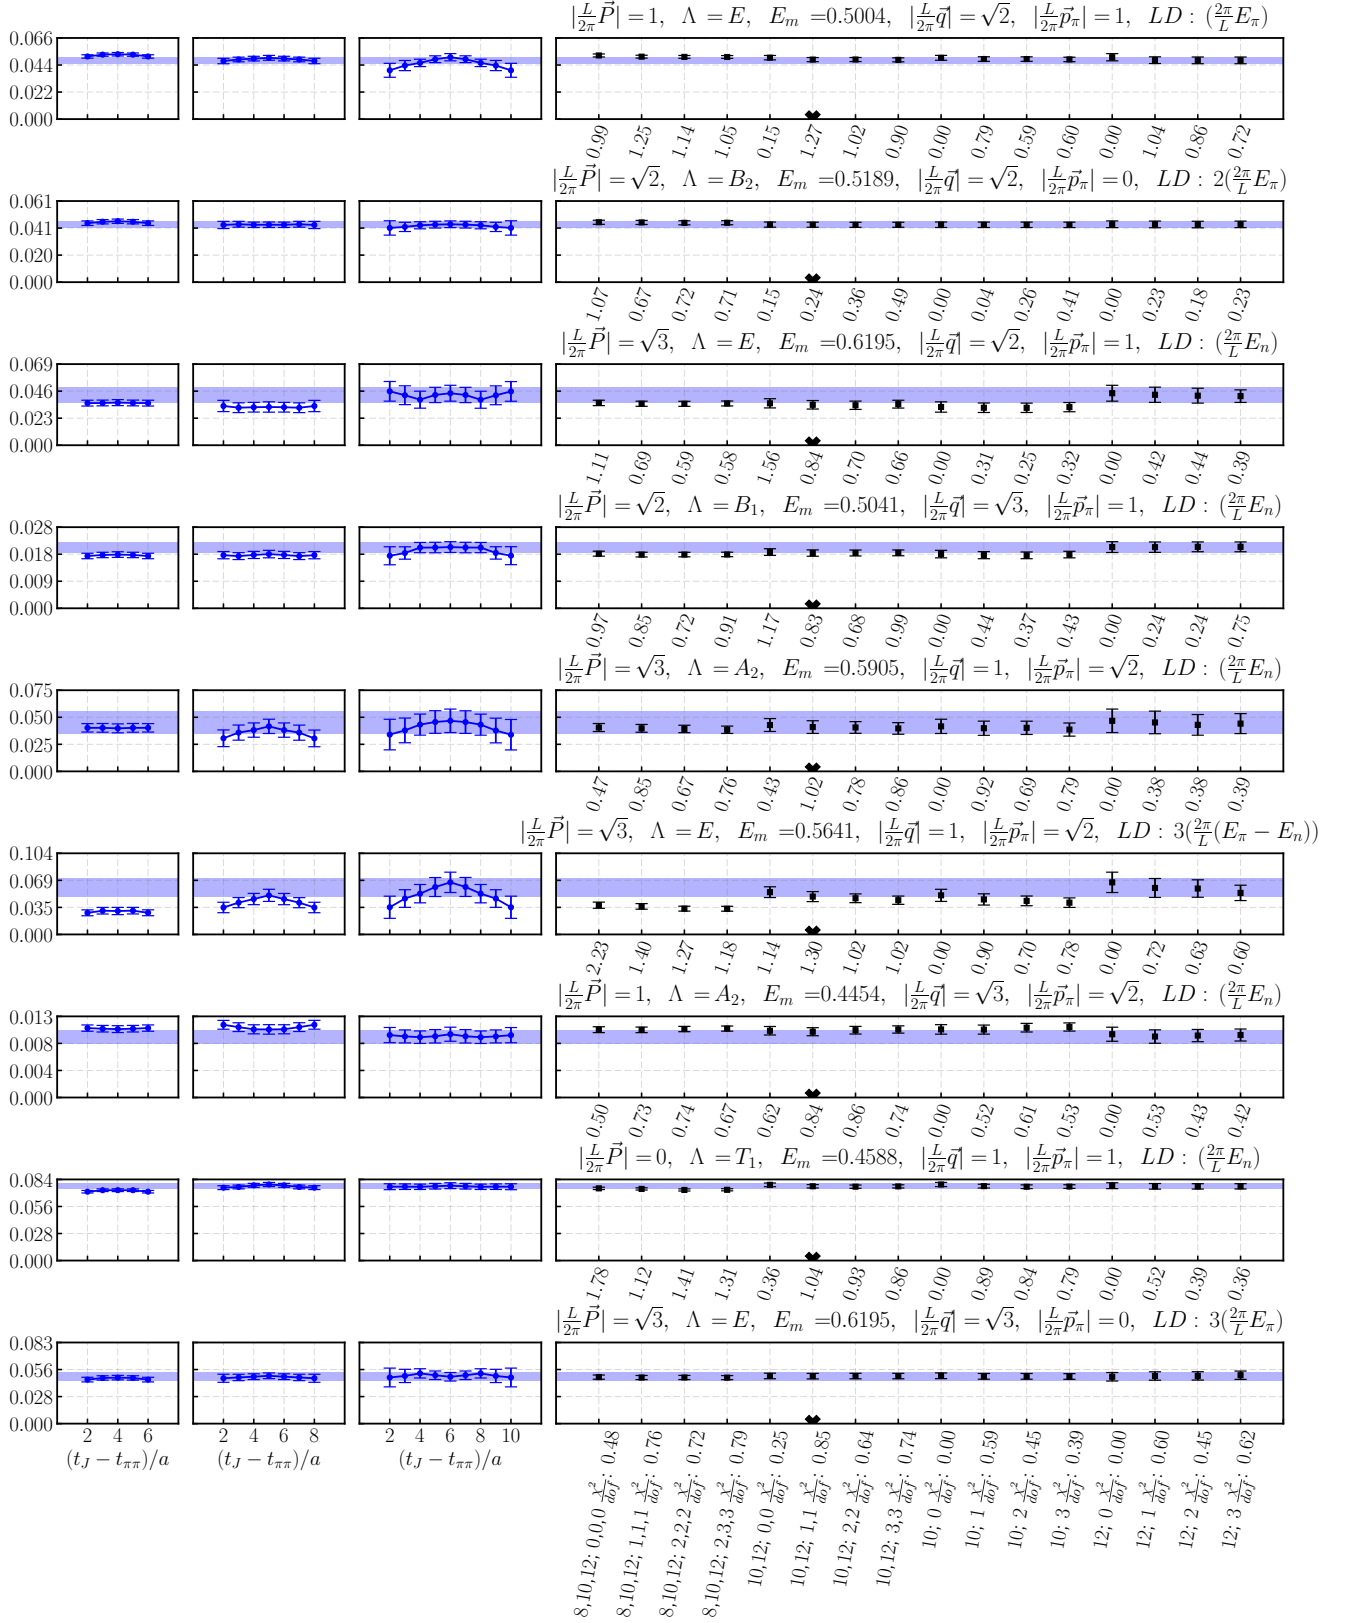 |L/2π P⃗| = 1, Λ = E, E_m = 0.5004, |L/2π q⃗| = √2, |L/2π p⃗_π| = 1, LD : (2π/L E_π)
0.066
0.044
0.022
0.000
0.99 1.25 1.14 1.05 0.15 1.27 1.02 0.90 0.00 0.79 0.59 0.60 0.00 1.04 0.86 0.72
|L/2π P⃗| = √2, Λ = B₂, E_m = 0.5189, |L/2π q⃗| = √2, |L/2π p⃗_π| = 0, LD : 2(2π/L E_π)
0.061
0.041
0.020
0.000
1.07 0.67 0.72 0.71 0.15 0.24 0.36 0.49 0.00 0.04 0.26 0.41 0.00 0.23 0.18 0.23
|L/2π P⃗| = √3, Λ = E, E_m = 0.6195, |L/2π q⃗| = √2, |L/2π p⃗_π| = 1, LD : (2π/L E_n)
0.069
0.046
0.023
0.000
1.11 0.69 0.59 0.58 1.56 0.84 0.70 0.66 0.00 0.31 0.25 0.32 0.00 0.42 0.44 0.39
|L/2π P⃗| = √2, Λ = B₁, E_m = 0.5041, |L/2π q⃗| = √3, |L/2π p⃗_π| = 1, LD : (2π/L E_n)
0.028
0.018
0.009
0.000
0.97 0.85 0.72 0.91 1.17 0.83 0.68 0.99 0.00 0.44 0.37 0.43 0.00 0.24 0.24 0.75
|L/2π P⃗| = √3, Λ = A₂, E_m = 0.5905, |L/2π q⃗| = 1, |L/2π p⃗_π| = √2, LD : (2π/L E_n)
0.075
0.050
0.025
0.000
0.47 0.85 0.67 0.76 0.43 1.02 0.78 0.86 0.00 0.92 0.69 0.79 0.00 0.38 0.38 0.39
|L/2π P⃗| = √3, Λ = E, E_m = 0.5641, |L/2π q⃗| = 1, |L/2π p⃗_π| = √2, LD : 3(2π/L (E_π − E_n))
0.104
0.069
0.035
0.000
2.23 1.40 1.27 1.18 1.14 1.30 1.02 1.02 0.00 0.90 0.70 0.78 0.00 0.72 0.63 0.60
|L/2π P⃗| = 1, Λ = A₂, E_m = 0.4454, |L/2π q⃗| = √3, |L/2π p⃗_π| = √2, LD : (2π/L E_n)
0.013
0.008
0.004
0.000
0.50 0.73 0.74 0.67 0.62 0.84 0.86 0.74 0.00 0.52 0.61 0.53 0.00 0.53 0.43 0.42
|L/2π P⃗| = 0, Λ = T₁, E_m = 0.4588, |L/2π q⃗| = 1, |L/2π p⃗_π| = 1, LD : (2π/L E_n)
0.084
0.056
0.028
0.000
1.78 1.12 1.41 1.31 0.36 1.04 0.93 0.86 0.00 0.89 0.84 0.79 0.00 0.52 0.39 0.36
|L/2π P⃗| = √3, Λ = E, E_m = 0.6195, |L/2π q⃗| = √3, |L/2π p⃗_π| = 0, LD : 3(2π/L E_π)
0.083
0.056
0.028
0.000
2 4 6
(t_J − t_ππ)/a
2 4 6 8
(t_J − t_ππ)/a
2 4 6 8 10
(t_J − t_ππ)/a
8,10,12; 0,0,0 χ²/dof: 0.48
8,10,12; 1,1,1 χ²/dof: 0.76
8,10,12; 2,2,2 χ²/dof: 0.72
8,10,12; 2,3,3 χ²/dof: 0.79
10,12; 0,0 χ²/dof: 0.25
10,12; 1,1 χ²/dof: 0.85
10,12; 2,2 χ²/dof: 0.64
10,12; 3,3 χ²/dof: 0.74
10; 0 χ²/dof: 0.00
10; 1 χ²/dof: 0.59
10; 2 χ²/dof: 0.45
10; 3 χ²/dof: 0.39
12; 0 χ²/dof: 0.00
12; 1 χ²/dof: 0.60
12; 2 χ²/dof: 0.45
12; 3 χ²/dof: 0.62